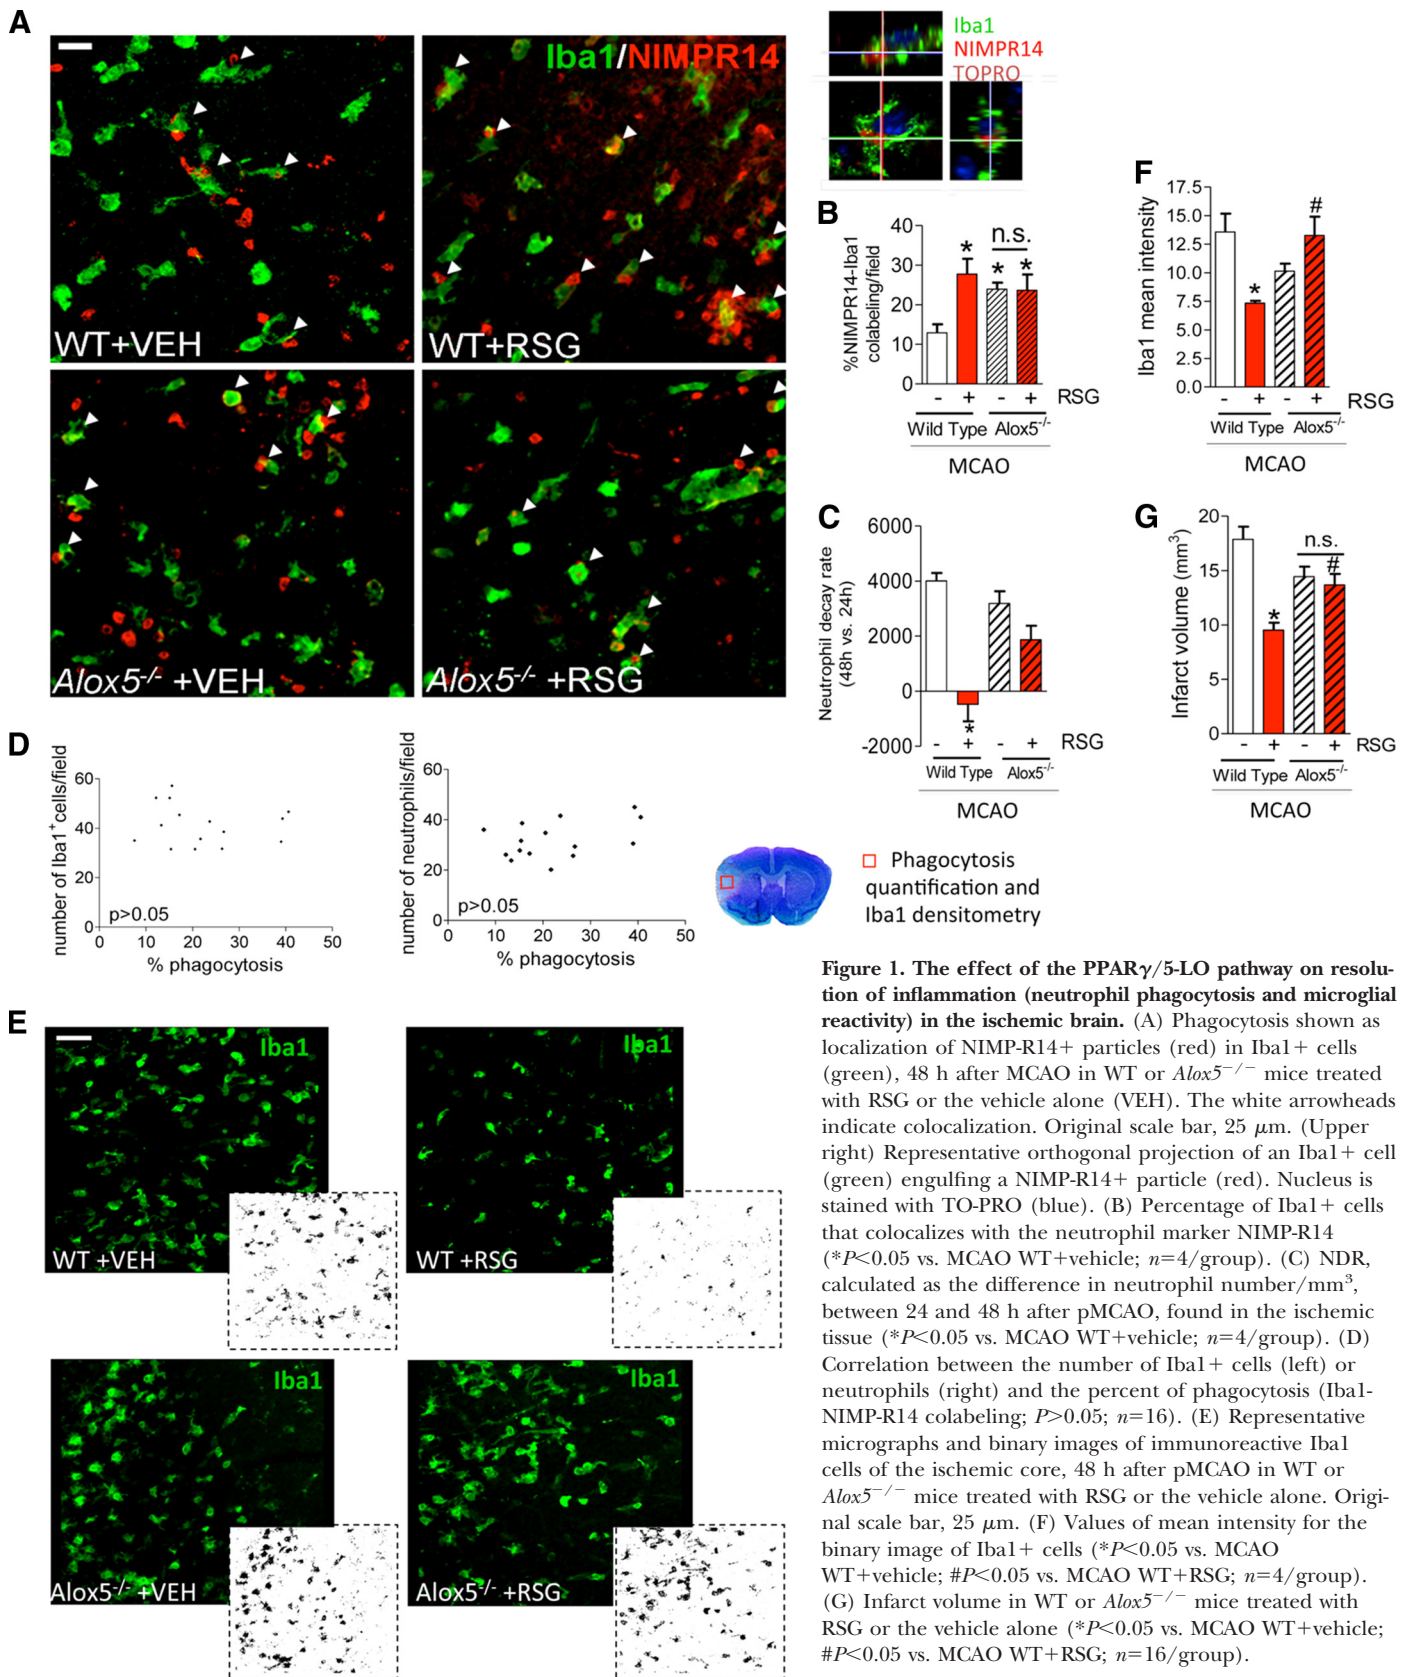 A
Iba1/NIMPR14
WT+VEH
WT+RSG
Alox5-/- +VEH
Alox5-/- +RSG
Iba1
NIMPR14
TOPRO
B
%NIMPR14-Iba1
colabeling/field
40
30
20
10
0
*
n.s.
*
*
- + - + RSG
Wild Type Alox5-/-
MCAO
F
Iba1 mean intensity
17.5
15.0
12.5
10.0
7.5
5.0
2.5
0.0
*
#
- + - + RSG
Wild Type Alox5-/-
MCAO
C
Neutrophil decay rate
(48h vs. 24h)
6000
4000
2000
0
-2000
*
- + - + RSG
Wild Type Alox5-/-
MCAO
G
Infarct volume (mm3)
20
15
10
5
0
*
n.s.
#
- + - + RSG
Wild Type Alox5-/-
MCAO
D
number of Iba1+cells/field
60
40
20
0
p>0.05
0 10 20 30 40 50
% phagocytosis
number of neutrophils/field
60
40
20
0
p>0.05
0 10 20 30 40 50
% phagocytosis
Phagocytosis
quantification and
Iba1 densitometry
E
Iba1
WT +VEH
Iba1
WT +RSG
Iba1
Alox5-/- +VEH
Iba1
Alox5-/- +RSG
Figure 1. The effect of the PPARγ/5-LO pathway on resolu-
tion of inflammation (neutrophil phagocytosis and microglial
reactivity) in the ischemic brain. (A) Phagocytosis shown as
localization of NIMP-R14+ particles (red) in Iba1+ cells
(green), 48 h after MCAO in WT or Alox5−/− mice treated
with RSG or the vehicle alone (VEH). The white arrowheads
indicate colocalization. Original scale bar, 25 μm. (Upper
right) Representative orthogonal projection of an Iba1+ cell
(green) engulfing a NIMP-R14+ particle (red). Nucleus is
stained with TO-PRO (blue). (B) Percentage of Iba1+ cells
that colocalizes with the neutrophil marker NIMP-R14
(*P<0.05 vs. MCAO WT+vehicle; n=4/group). (C) NDR,
calculated as the difference in neutrophil number/mm3,
between 24 and 48 h after pMCAO, found in the ischemic
tissue (*P<0.05 vs. MCAO WT+vehicle; n=4/group). (D)
Correlation between the number of Iba1+ cells (left) or
neutrophils (right) and the percent of phagocytosis (Iba1-
NIMP-R14 colabeling; P>0.05; n=16). (E) Representative
micrographs and binary images of immunoreactive Iba1
cells of the ischemic core, 48 h after pMCAO in WT or
Alox5−/− mice treated with RSG or the vehicle alone. Origi-
nal scale bar, 25 μm. (F) Values of mean intensity for the
binary image of Iba1+ cells (*P<0.05 vs. MCAO
WT+vehicle; #P<0.05 vs. MCAO WT+RSG; n=4/group).
(G) Infarct volume in WT or Alox5−/− mice treated with
RSG or the vehicle alone (*P<0.05 vs. MCAO WT+vehicle;
#P<0.05 vs. MCAO WT+RSG; n=16/group).